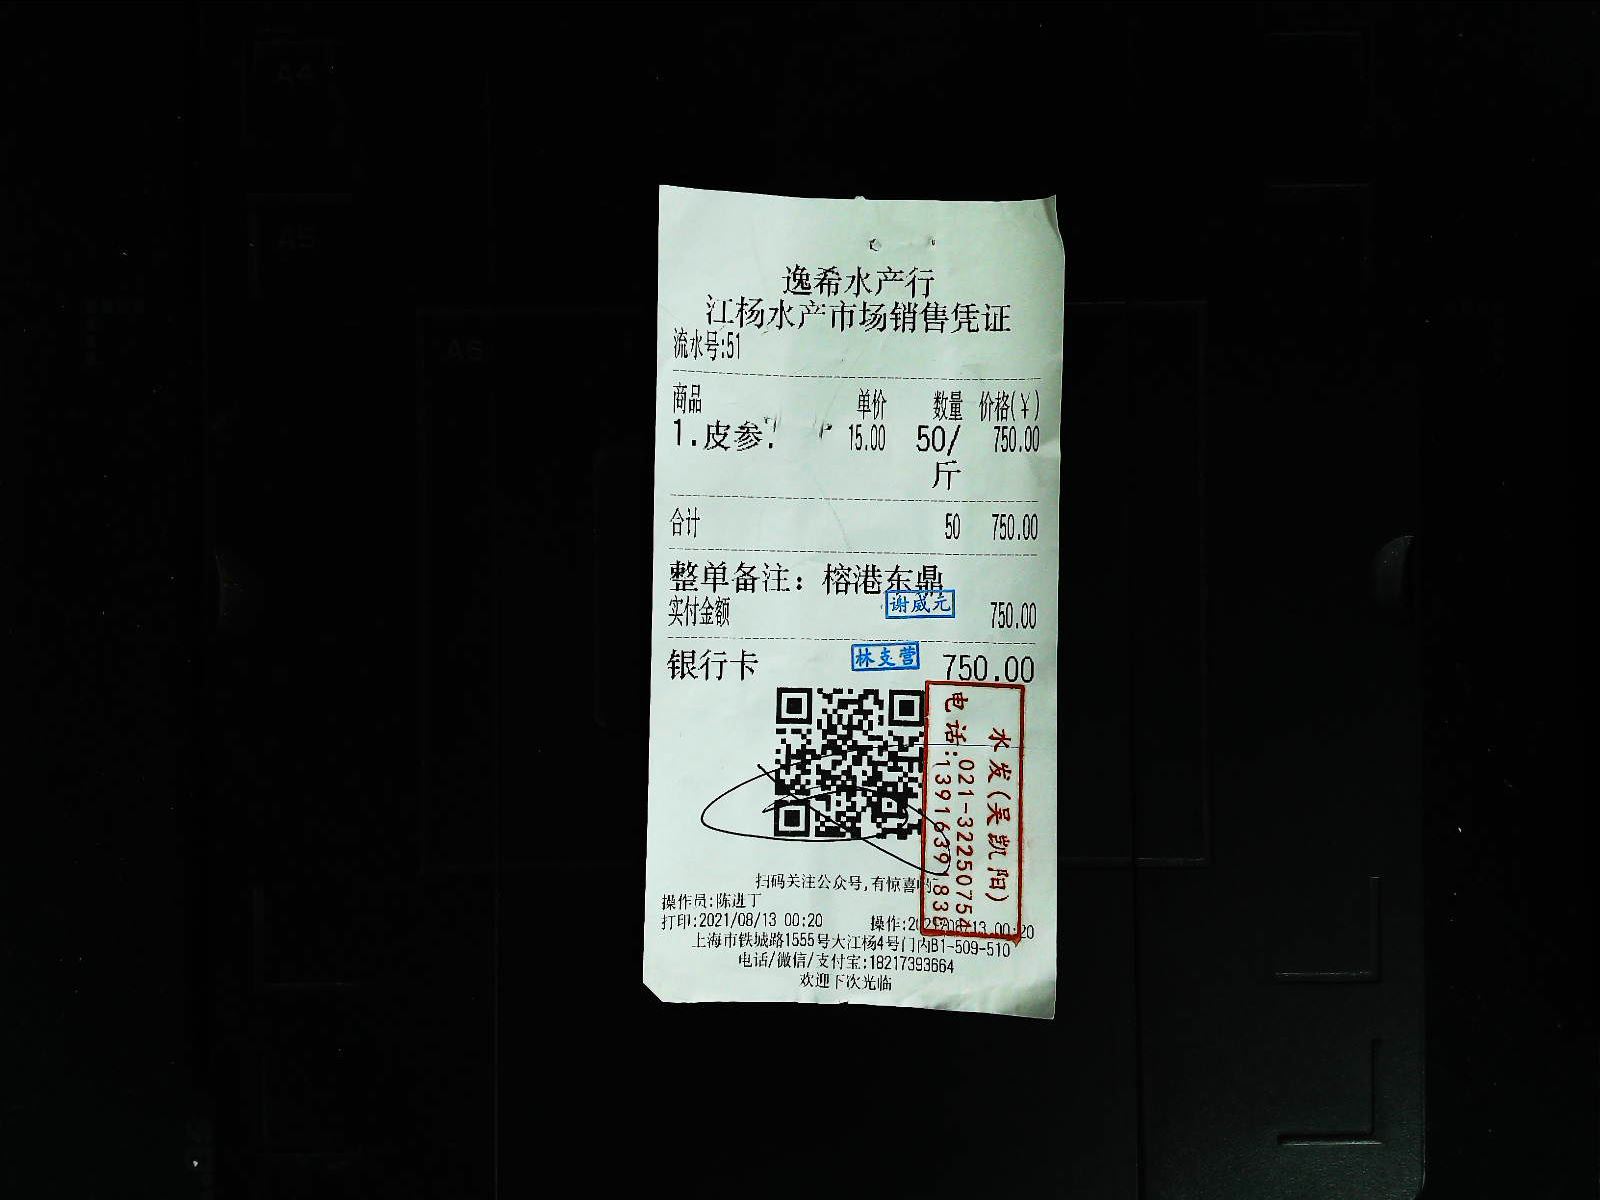 逸希水产行
江杨水产市场销售凭证
流水号:51
商品 单价 数量 价格(¥)
1.皮参. 15.00 50/斤 750.00
合计 50 750.00
整单备注: 榕港东鼎
谢威元
实付金额 750.00
林支营
银行卡 750.00
水发(吴凯阳)
电话:021-32250754
扫码关注公众号,有惊喜哟
操作员:陈进丁
打印:2021/08/13 00:20 操作:2021/08/13 00:20
上海市铁城路1555号大江杨4号门内B1-509-510
电话/微信/支付宝:18217393664
欢迎下次光临
A4
A5
A6